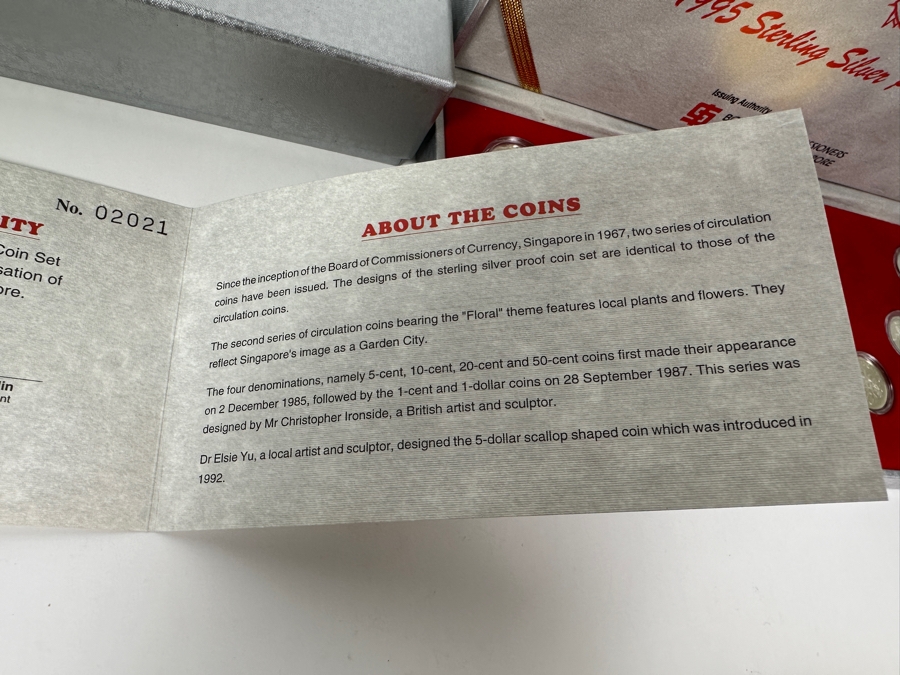 1995 Sterling Silver
Issuing Authority
No. 02021
ITY
Coin Set
sation of
ore.
lin
nt
ABOUT THE COINS
Since the inception of the Board of Commissioners of Currency, Singapore in 1967, two series of circulation
coins have been issued. The designs of the sterling silver proof coin set are identical to those of the
circulation coins.
The second series of circulation coins bearing the "Floral" theme features local plants and flowers. They
reflect Singapore's image as a Garden City.
The four denominations, namely 5-cent, 10-cent, 20-cent and 50-cent coins first made their appearance
on 2 December 1985, followed by the 1-cent and 1-dollar coins on 28 September 1987. This series was
designed by Mr Christopher Ironside, a British artist and sculptor.
Dr Elsie Yu, a local artist and sculptor, designed the 5-dollar scallop shaped coin which was introduced in
1992.